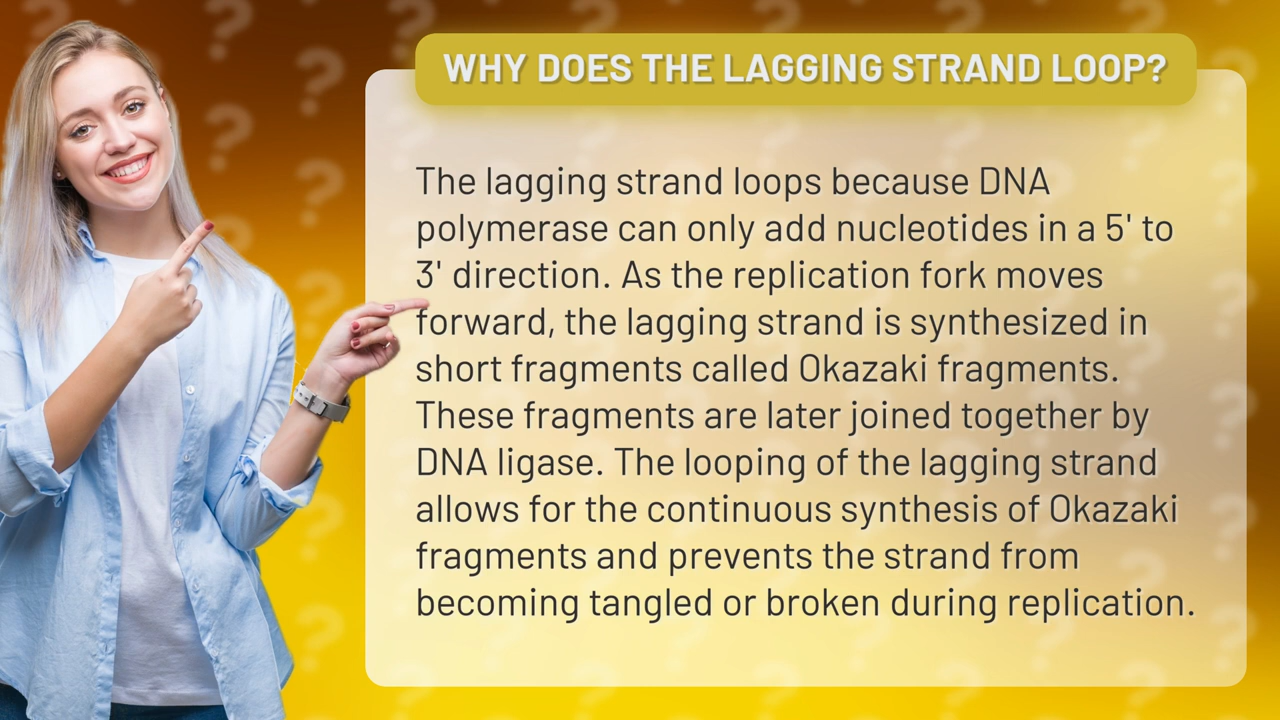 WHY DOES THE LAGGING STRAND LOOP?
The lagging strand loops because DNA
polymerase can only add nucleotides in a 5' to
3' direction. As the replication fork moves
forward, the lagging strand is synthesized in
short fragments called Okazaki fragments.
These fragments are later joined together by
DNA ligase. The looping of the lagging strand
allows for the continuous synthesis of Okazaki
fragments and prevents the strand from
becoming tangled or broken during replication.